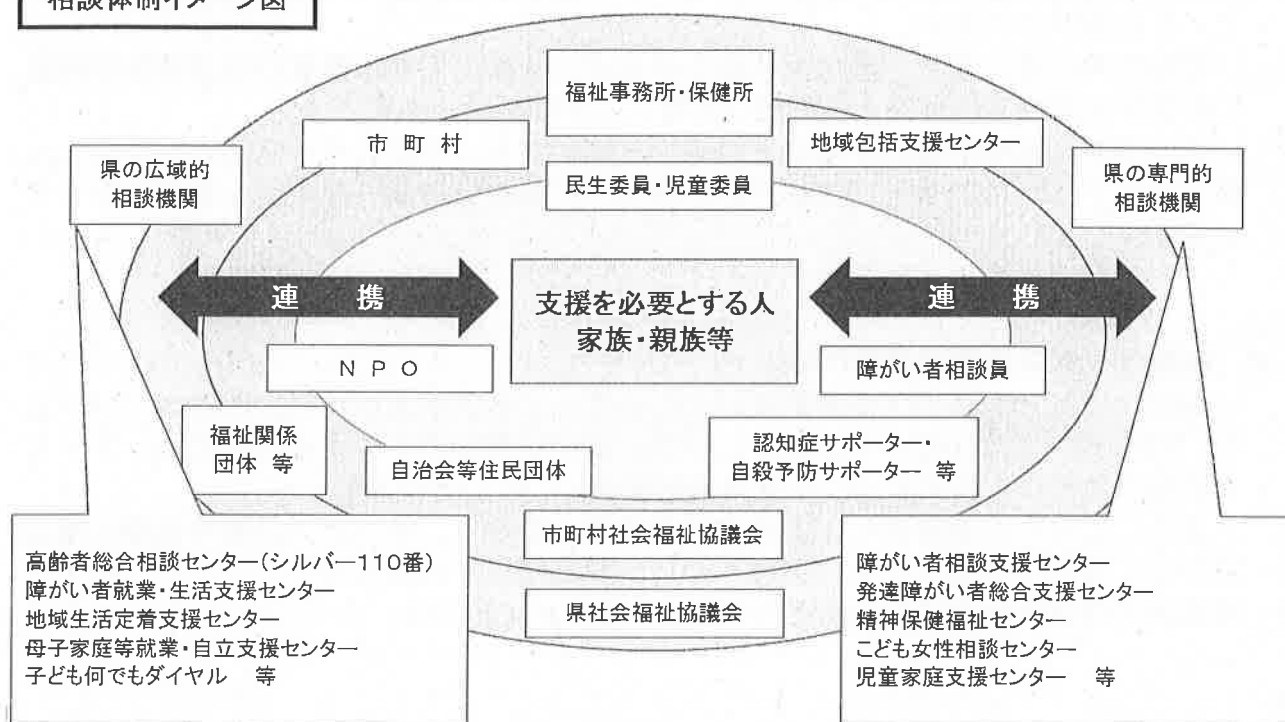 相談体制イメージ図
福祉事務所・保健所
市 町 村
地域包括支援センター
県の広域的
相談機関
民生委員・児童委員
県の専門的
相談機関
連 携
支援を必要とする人
家族・親族等
連 携
N P O
障がい者相談員
福祉関係
団体 等
自治会等住民団体
認知症サポーター・
自殺予防サポーター 等
市町村社会福祉協議会
県社会福祉協議会
高齢者総合相談センター(シルバー110番)
障がい者就業・生活支援センター
地域生活定着支援センター
母子家庭等就業・自立支援センター
子ども何でもダイヤル 等
障がい者相談支援センター
発達障がい者総合支援センター
精神保健福祉センター
こども女性相談センター
児童家庭支援センター 等